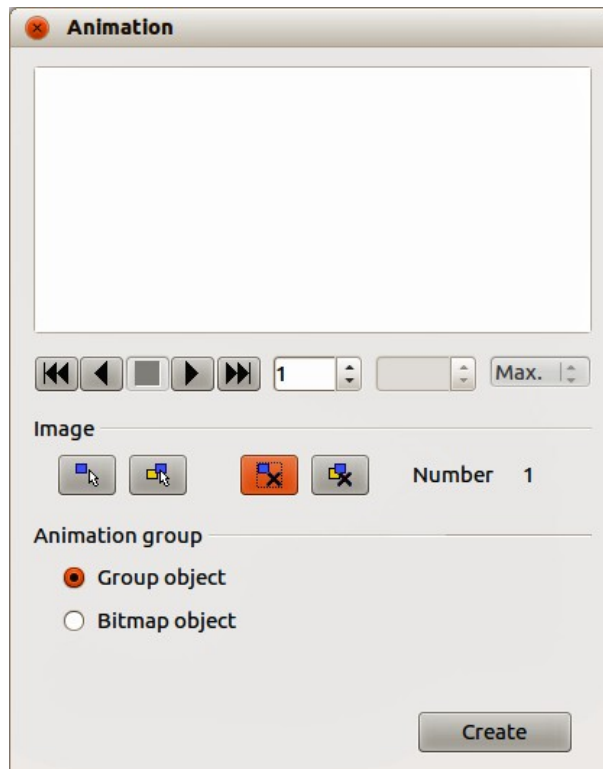 Animation
1
Max.
Image
Number 1
Animation group
Group object
Bitmap object
Create